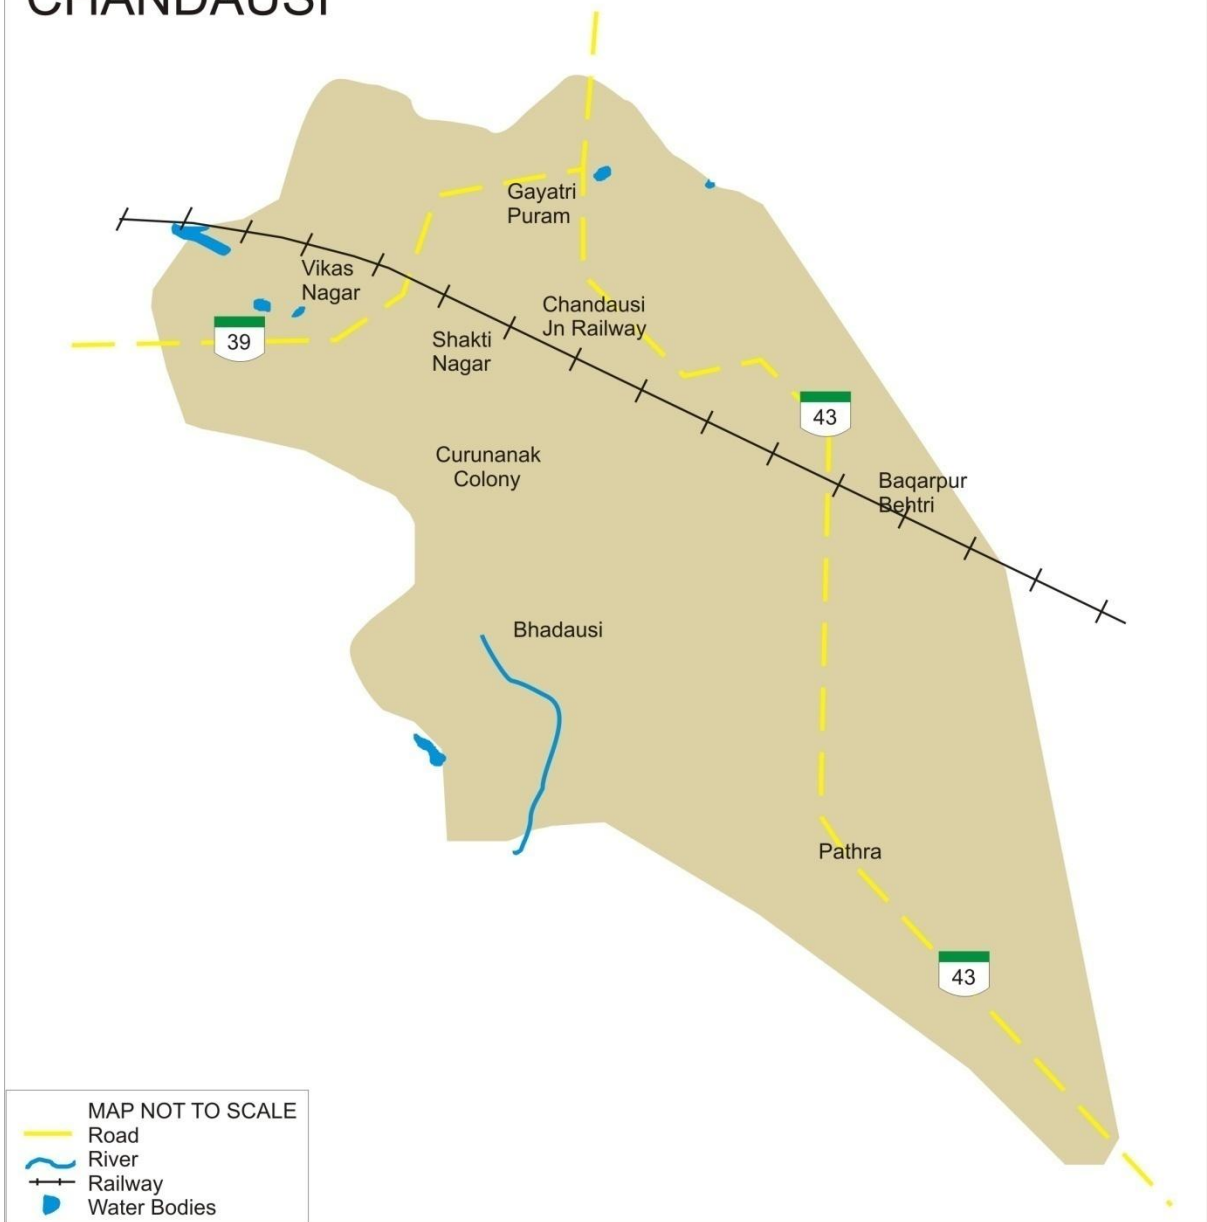 CHANDAUSI
Gayatri
Puram
Vikas
Nagar
Chandausi
Jn Railway
39
Shakti
Nagar
43
Curunanak
Colony
Baqarpur
Behtri
Bhadausi
Pathra
43
MAP NOT TO SCALE
Road
River
Railway
Water Bodies